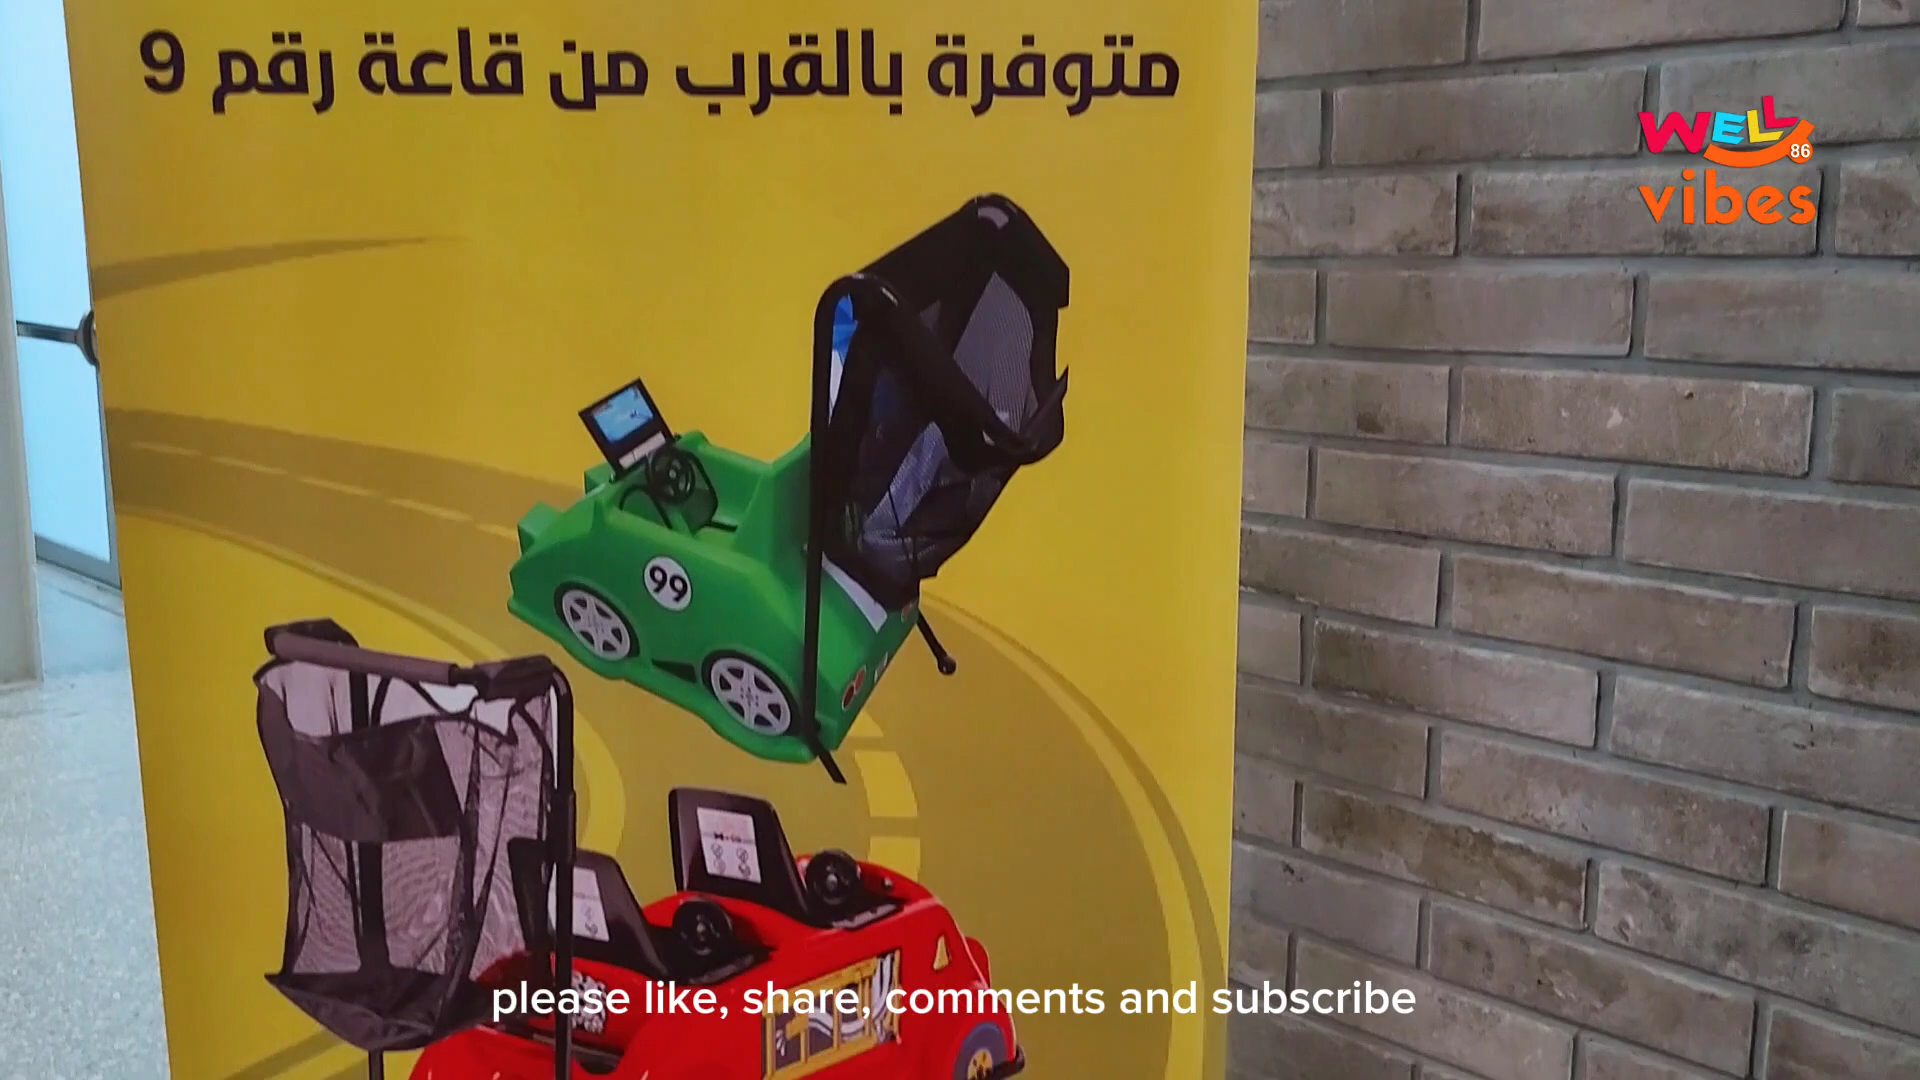 متوفرة بالقرب من قاعة رقم 9
WELL
86
vibes
99
please like, share, comments and subscribe